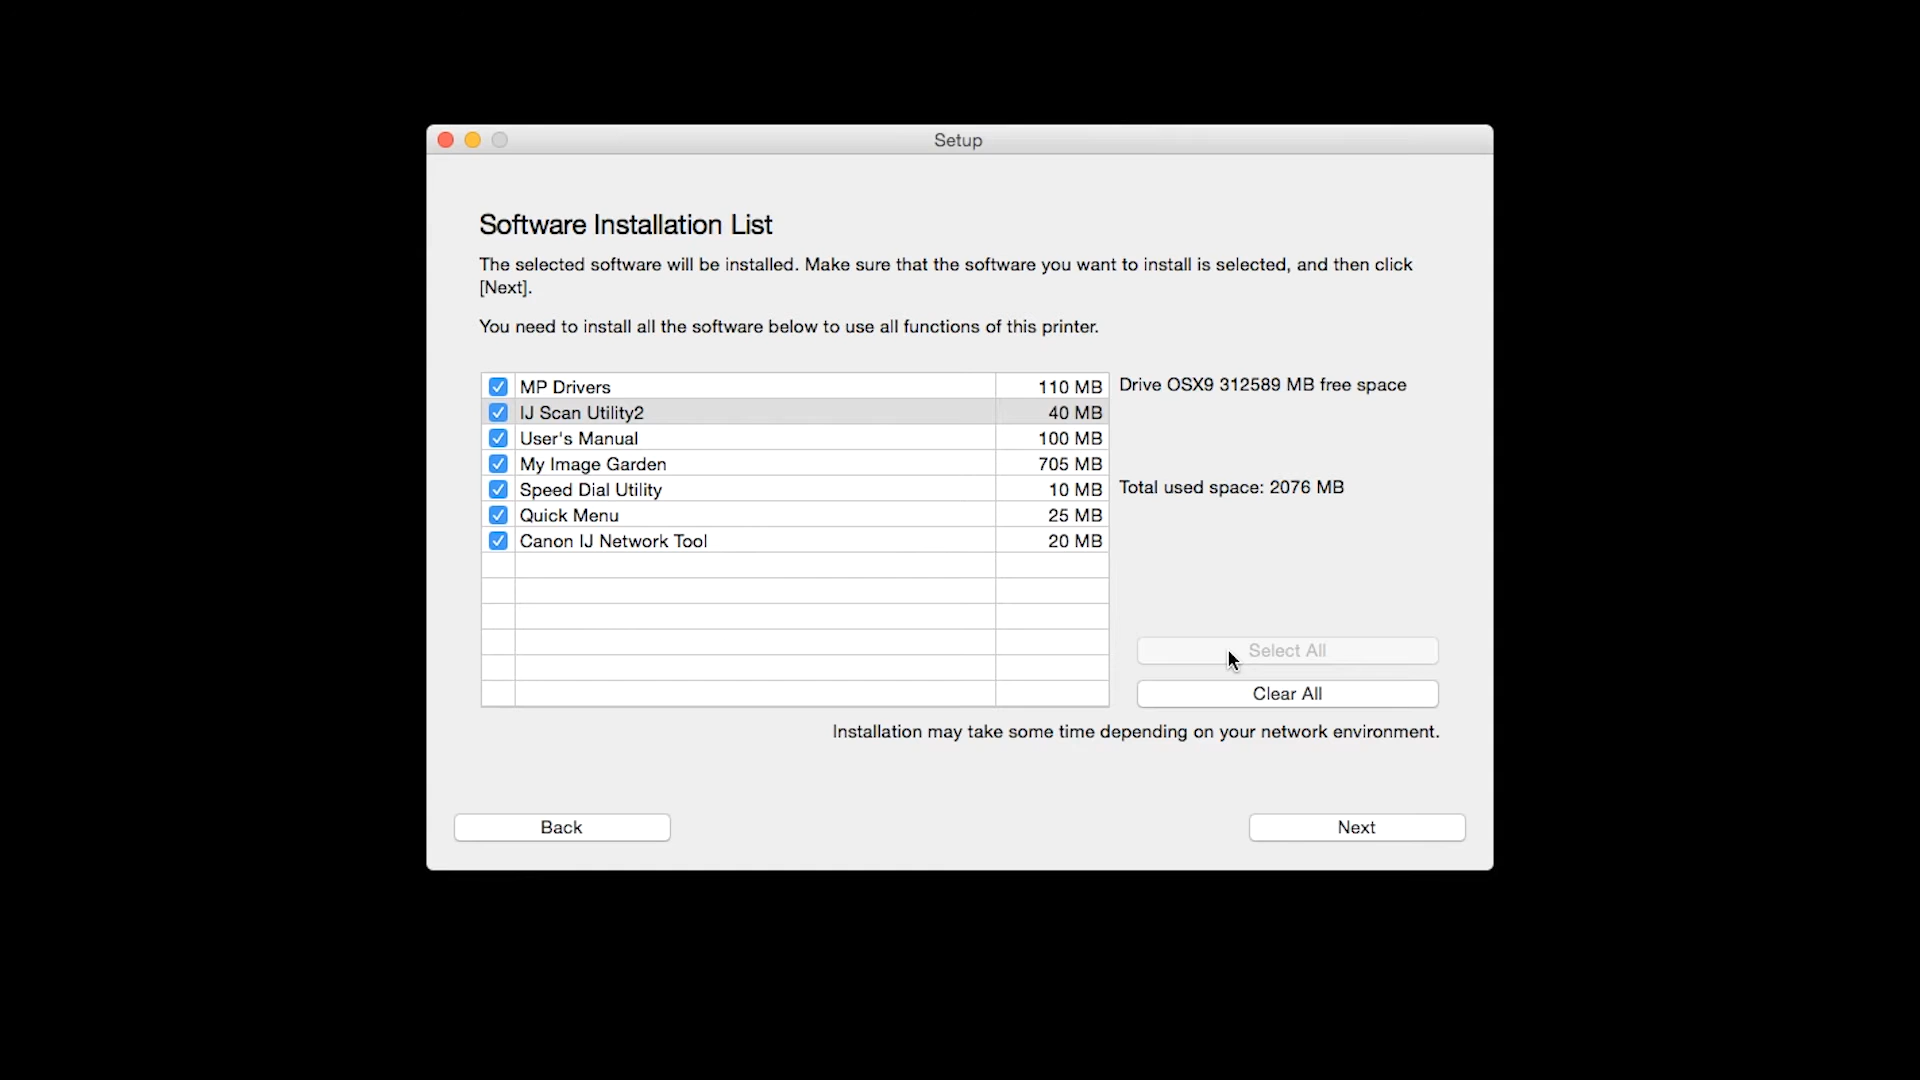 Setup
Software Installation List
The selected software will be installed. Make sure that the software you want to install is selected, and then click
[Next].
You need to install all the software below to use all functions of this printer.
MP Drivers 110 MB
Drive OSX9 312589 MB free space
IJ Scan Utility2 40 MB
User's Manual 100 MB
My Image Garden 705 MB
Speed Dial Utility 10 MB
Total used space: 2076 MB
Quick Menu 25 MB
Canon IJ Network Tool 20 MB
Select All
Clear All
Installation may take some time depending on your network environment.
Back
Next